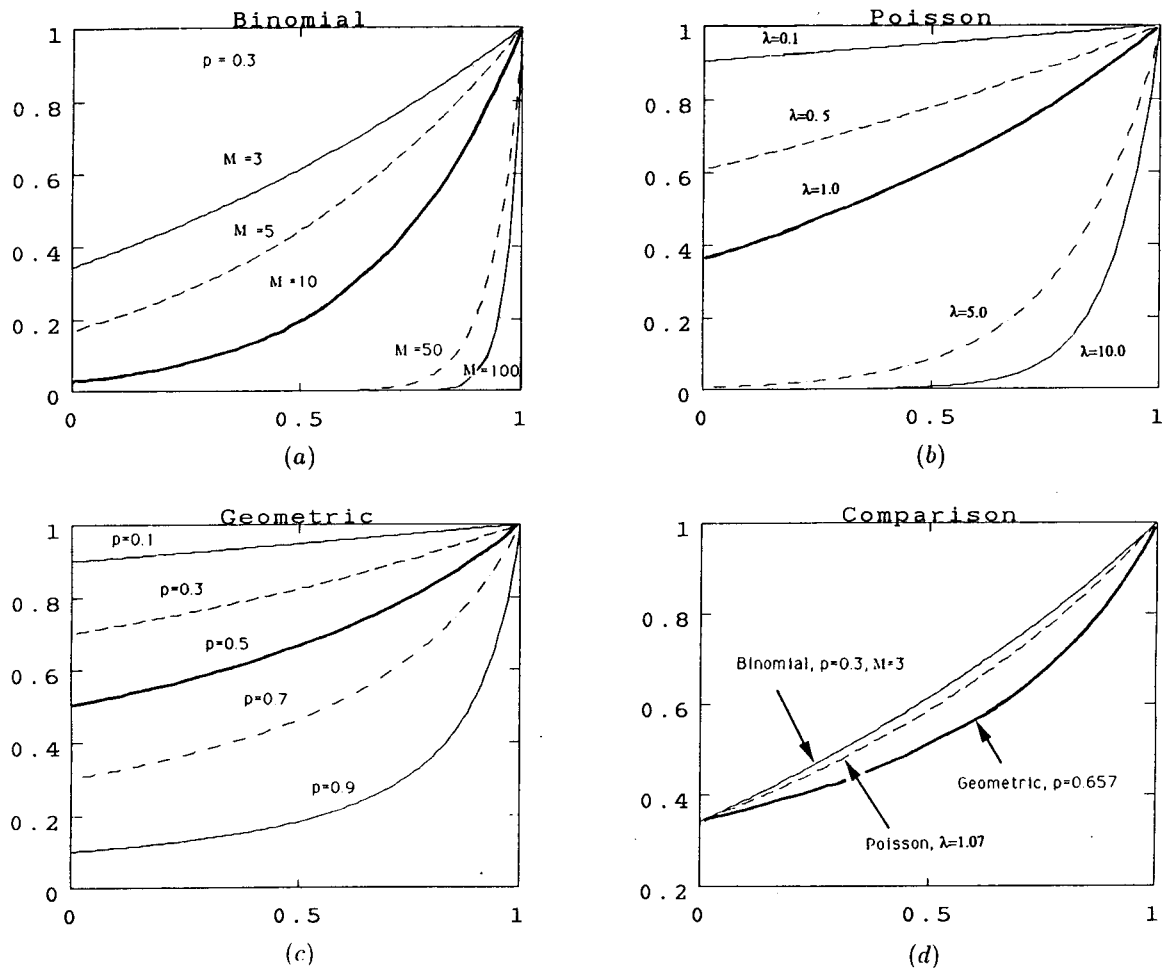 Binomial
1
p = 0.3
0.8
M =3
0.6
M =5
0.4
M =10
0.2
M =50
M=100
0
0
0.5
1
(a)
Poisson
1
λ=0.1
0.8
λ=0.5
0.6
λ=1.0
0.4
0.2
λ=5.0
λ=10.0
0
0
0.5
1
(b)
Geometric
1
p=0.1
0.8
p=0.3
0.6
p=0.5
p=0.7
0.4
p=0.9
0.2
0
0
0.5
1
(c)
Comparison
1
0.8
Binomial, p=0.3, M=3
0.6
Geometric, p=0.657
0.4
Poisson, λ=1.07
0.2
0
0.5
1
(d)